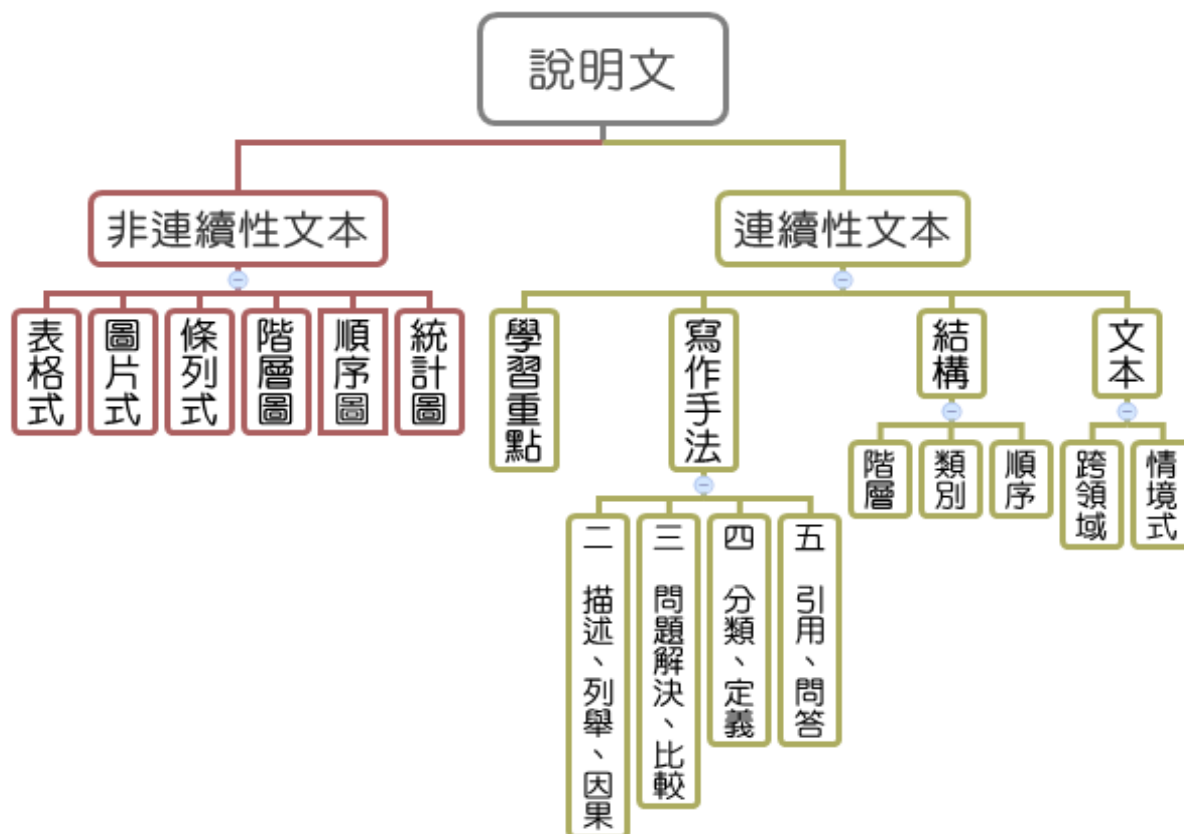 說明文
非連續性文本
連續性文本
表格式
圖片式
條列式
階層圖
順序圖
統計圖
學習重點
寫作手法
結構
文本
階層
類別
順序
跨領域
情境式
二 描述、列舉、因果
三 問題解決、比較
四 分類、定義
五 引用、問答